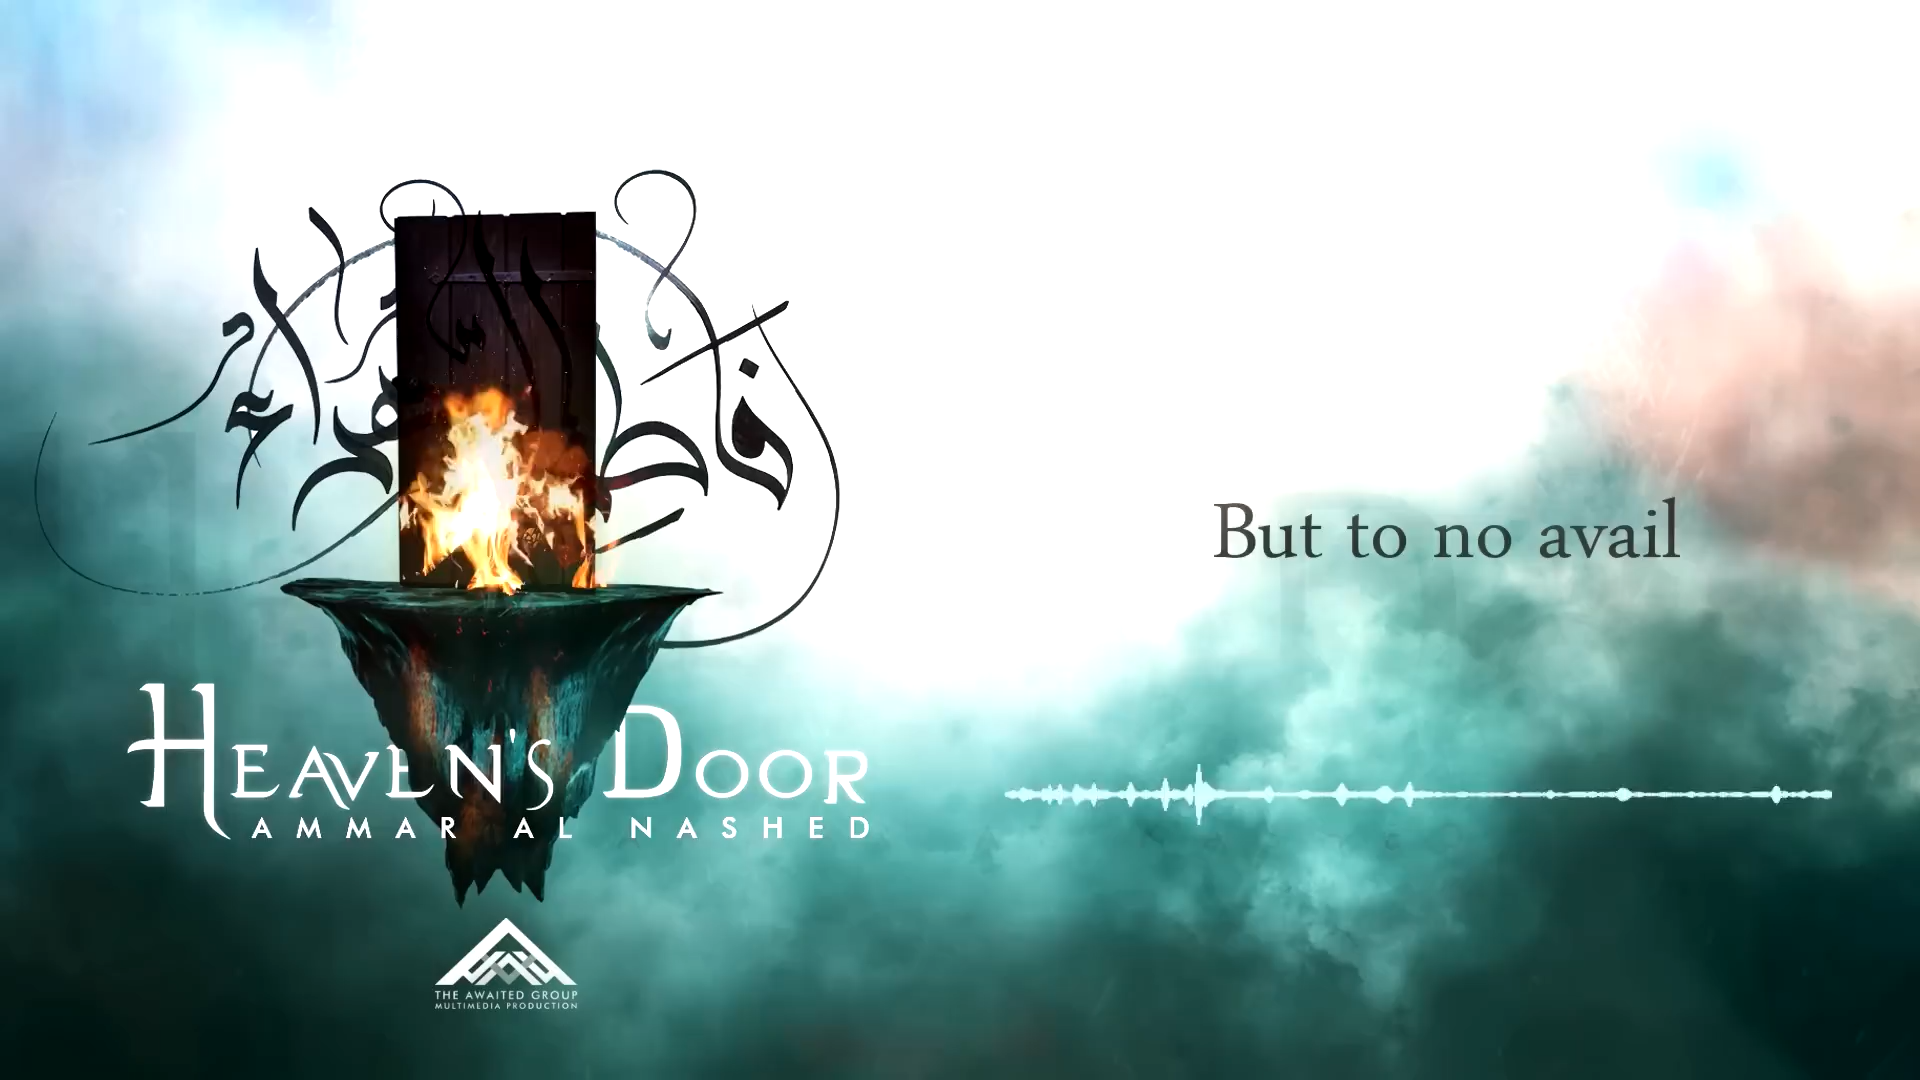 فاطمة الزهراء
But to no avail
HEAVEN'S DOOR
AMMAR AL NASHED
THE AWAITED GROUP
MULTIMEDIA PRODUCTION